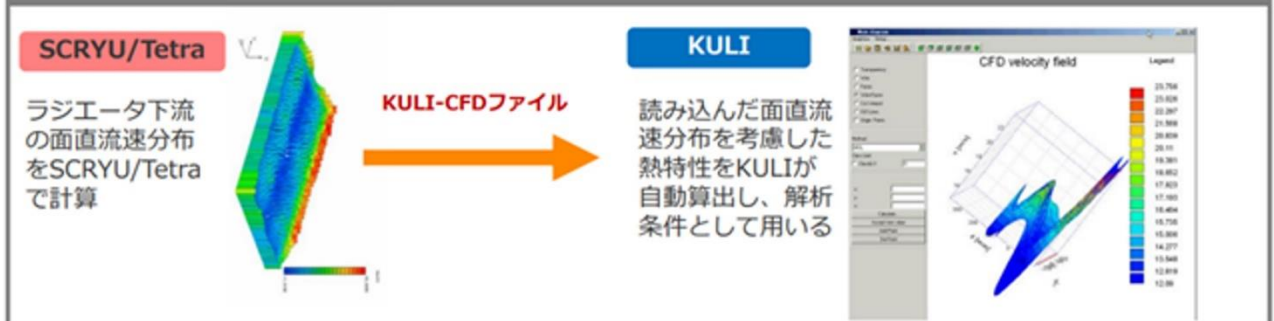 SCRYU/Tetra
ラジエータ下流
の面直流速分布
をSCRYU/Tetra
で計算
KULI-CFDファイル
KULI
読み込んだ面直流
速分布を考慮した
熱特性をKULIが
自動算出し、解析
条件として用いる
CFD velocity field
Legend
23.756
23.026
22.297
21.568
20.839
20.11
19.381
18.652
17.923
17.193
16.464
15.735
15.006
14.277
13.548
12.819
12.09